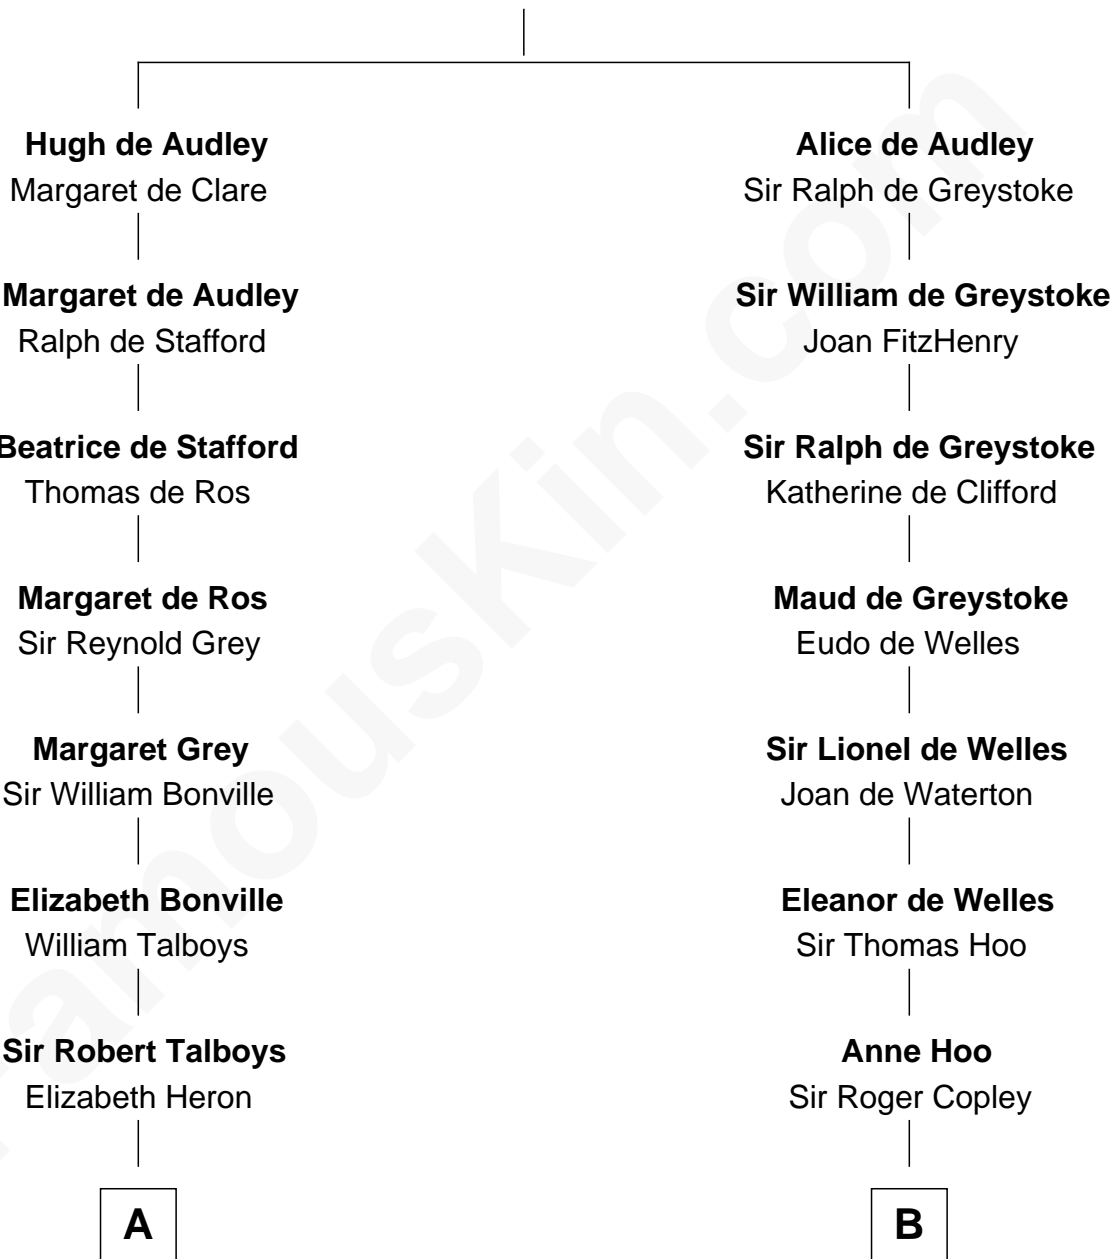 Hugh de Audley
Margaret de Clare
Margaret de Audley
Ralph de Stafford
Beatrice de Stafford
Thomas de Ros
Margaret de Ros
Sir Reynold Grey
Margaret Grey
Sir William Bonville
Elizabeth Bonville
William Talboys
Sir Robert Talboys
Elizabeth Heron
A
Alice de Audley
Sir Ralph de Greystoke
Sir William de Greystoke
Joan FitzHenry
Sir Ralph de Greystoke
Katherine de Clifford
Maud de Greystoke
Eudo de Welles
Sir Lionel de Welles
Joan de Waterton
Eleanor de Welles
Sir Thomas Hoo
Anne Hoo
Sir Roger Copley
B
FamousKin.com